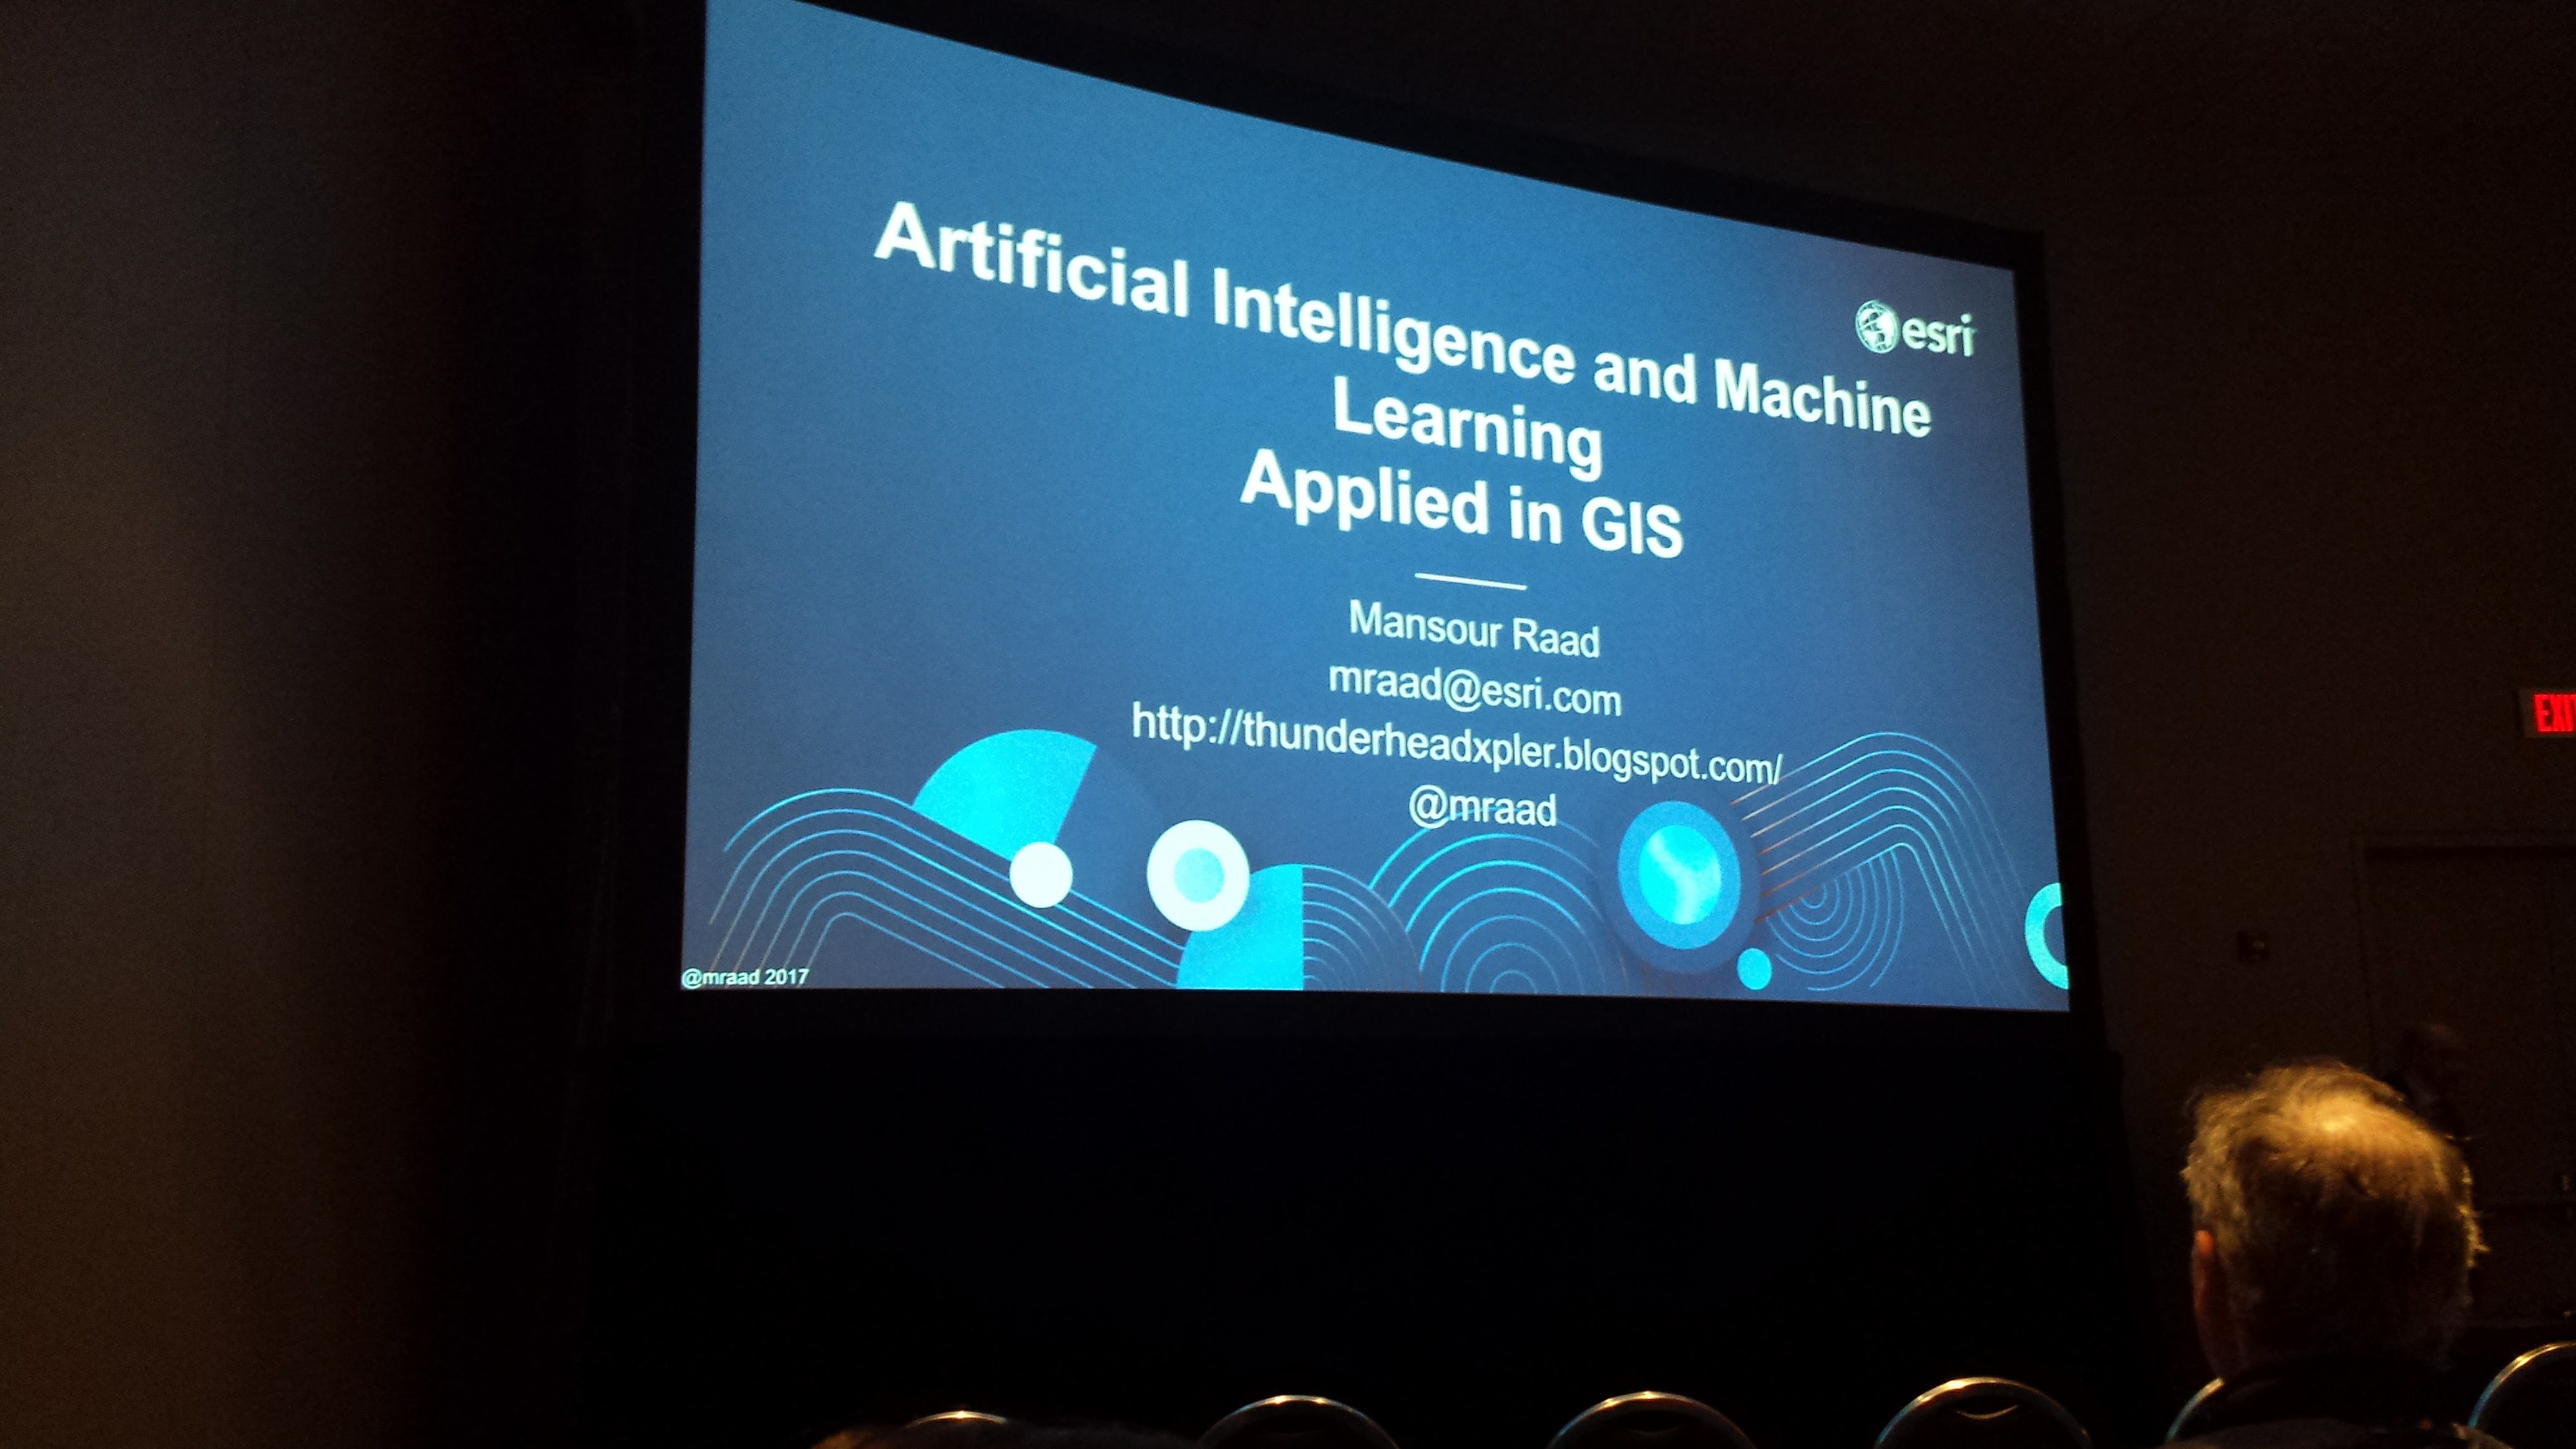 esri
Artificial Intelligence and Machine
Learning
Applied in GIS
Mansour Raad
mraad@esri.com
http://thunderheadxpler.blogspot.com/
@mraad
@mraad 2017